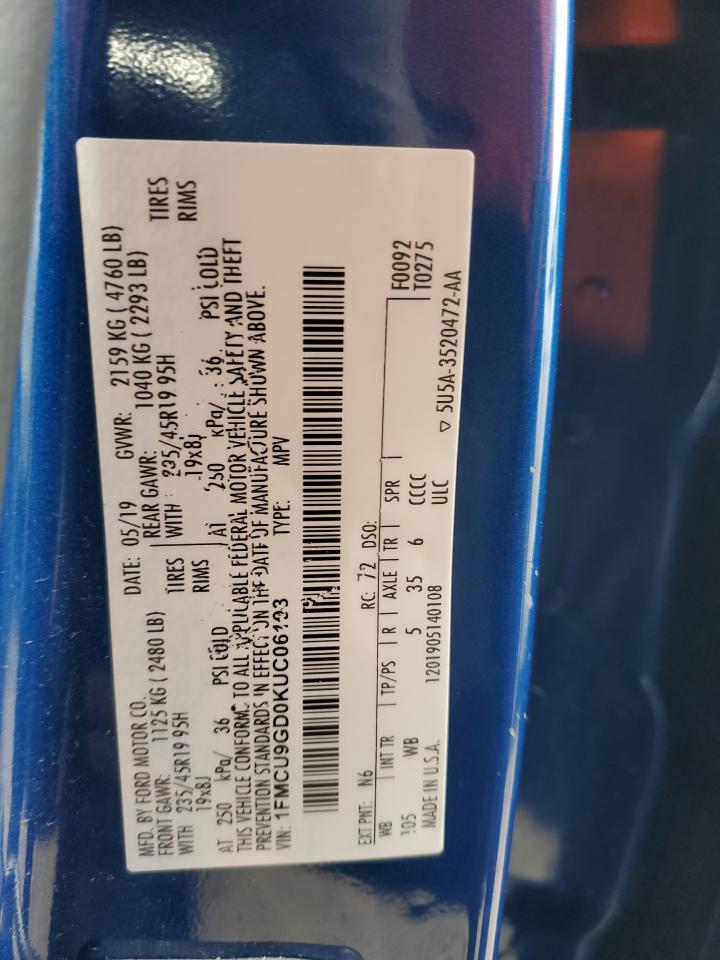 MFD. BY FORD MOTOR CO. DATE: 05/19 GVWR: 2159 KG ( 4760 LB)
FRONT GAWR: 1125 KG ( 2480 LB) REAR GAWR: 1040 KG ( 2293 LB)
WITH 235/45R19 95H TIRES WITH : 235/45R19 95H TIRES
19x8J RIMS 19x8J RIMS
AT 250 kPa/ 36 PSI COLD AT 250 kPa/ : 36 PSI COLD
THIS VEHICLE CONFORMS TO ALL APPLICABLE FEDERAL MOTOR VEHICLE SAFETY AND THEFT
PREVENTION STANDARDS IN EFFECT ON THE DATE OF MANUFACTURE SHOWN ABOVE.
VIN: 1FMCU9GD0KUC06193 TYPE: MPV
EXT PNT: N6 RC: 72 DSO:
WB INT TR TP/PS R AXLE TR SPR F0092
105 WB 5 35 6 CCCC T0275
MADE IN U.S.A. 1201905140108 ULC
▽ 5U5A-3520472-AA